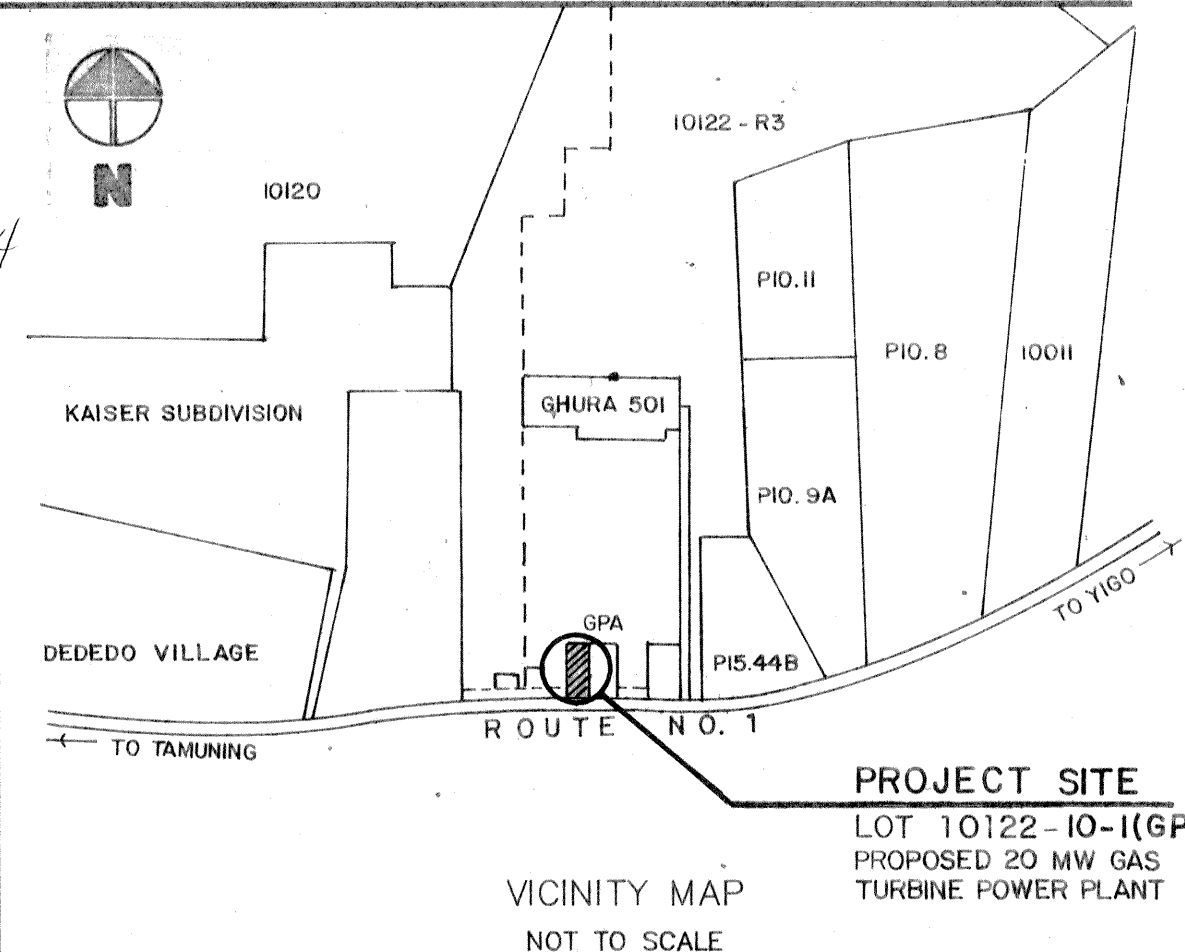 N
10120
10122 - R3
P10.11
P10.8
10011
KAISER SUBDIVISION
GHURA 501
P10.9A
TO YIGO
GPA
DEDEDO VILLAGE
P15.44B
ROUTE NO. 1
TO TAMUNING
PROJECT SITE
LOT 10122-10-1(GP
PROPOSED 20 MW GAS
TURBINE POWER PLANT
VICINITY MAP
NOT TO SCALE